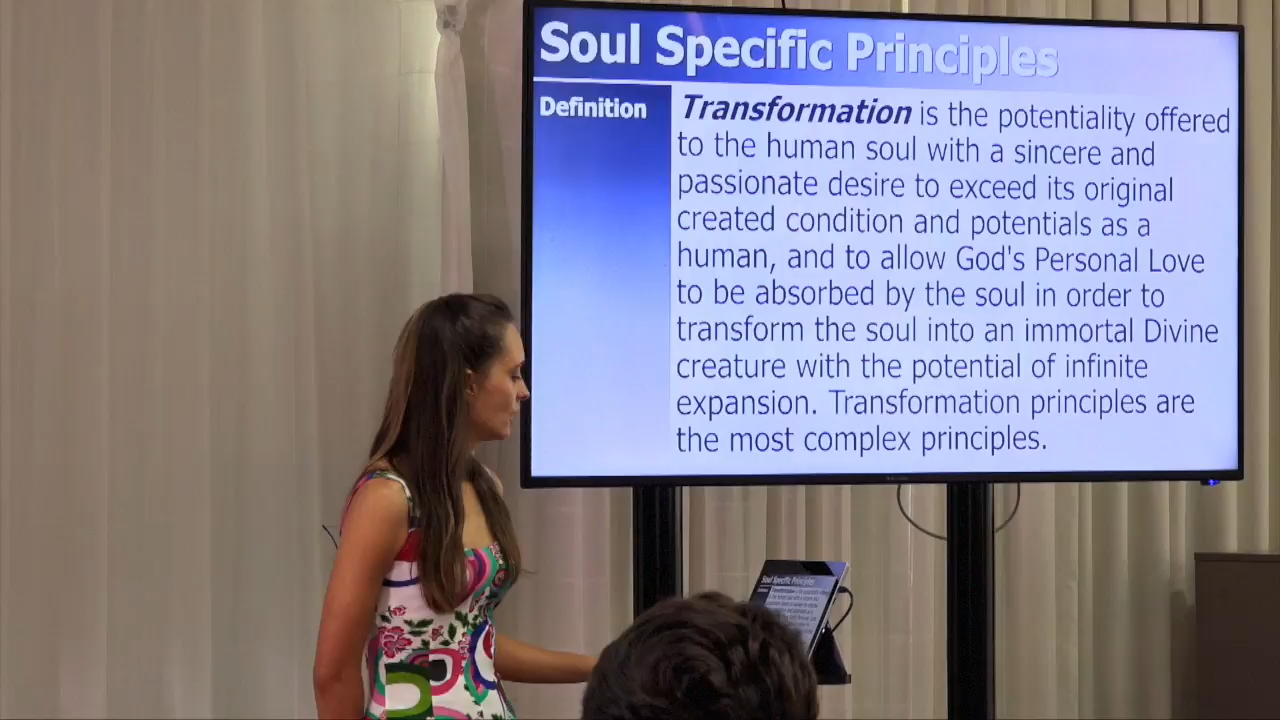 Soul Specific Principles
Definition
Transformation is the potentiality offered
to the human soul with a sincere and
passionate desire to exceed its original
created condition and potentials as a
human, and to allow God's Personal Love
to be absorbed by the soul in order to
transform the soul into an immortal Divine
creature with the potential of infinite
expansion. Transformation principles are
the most complex principles.
Soul Specific Principles